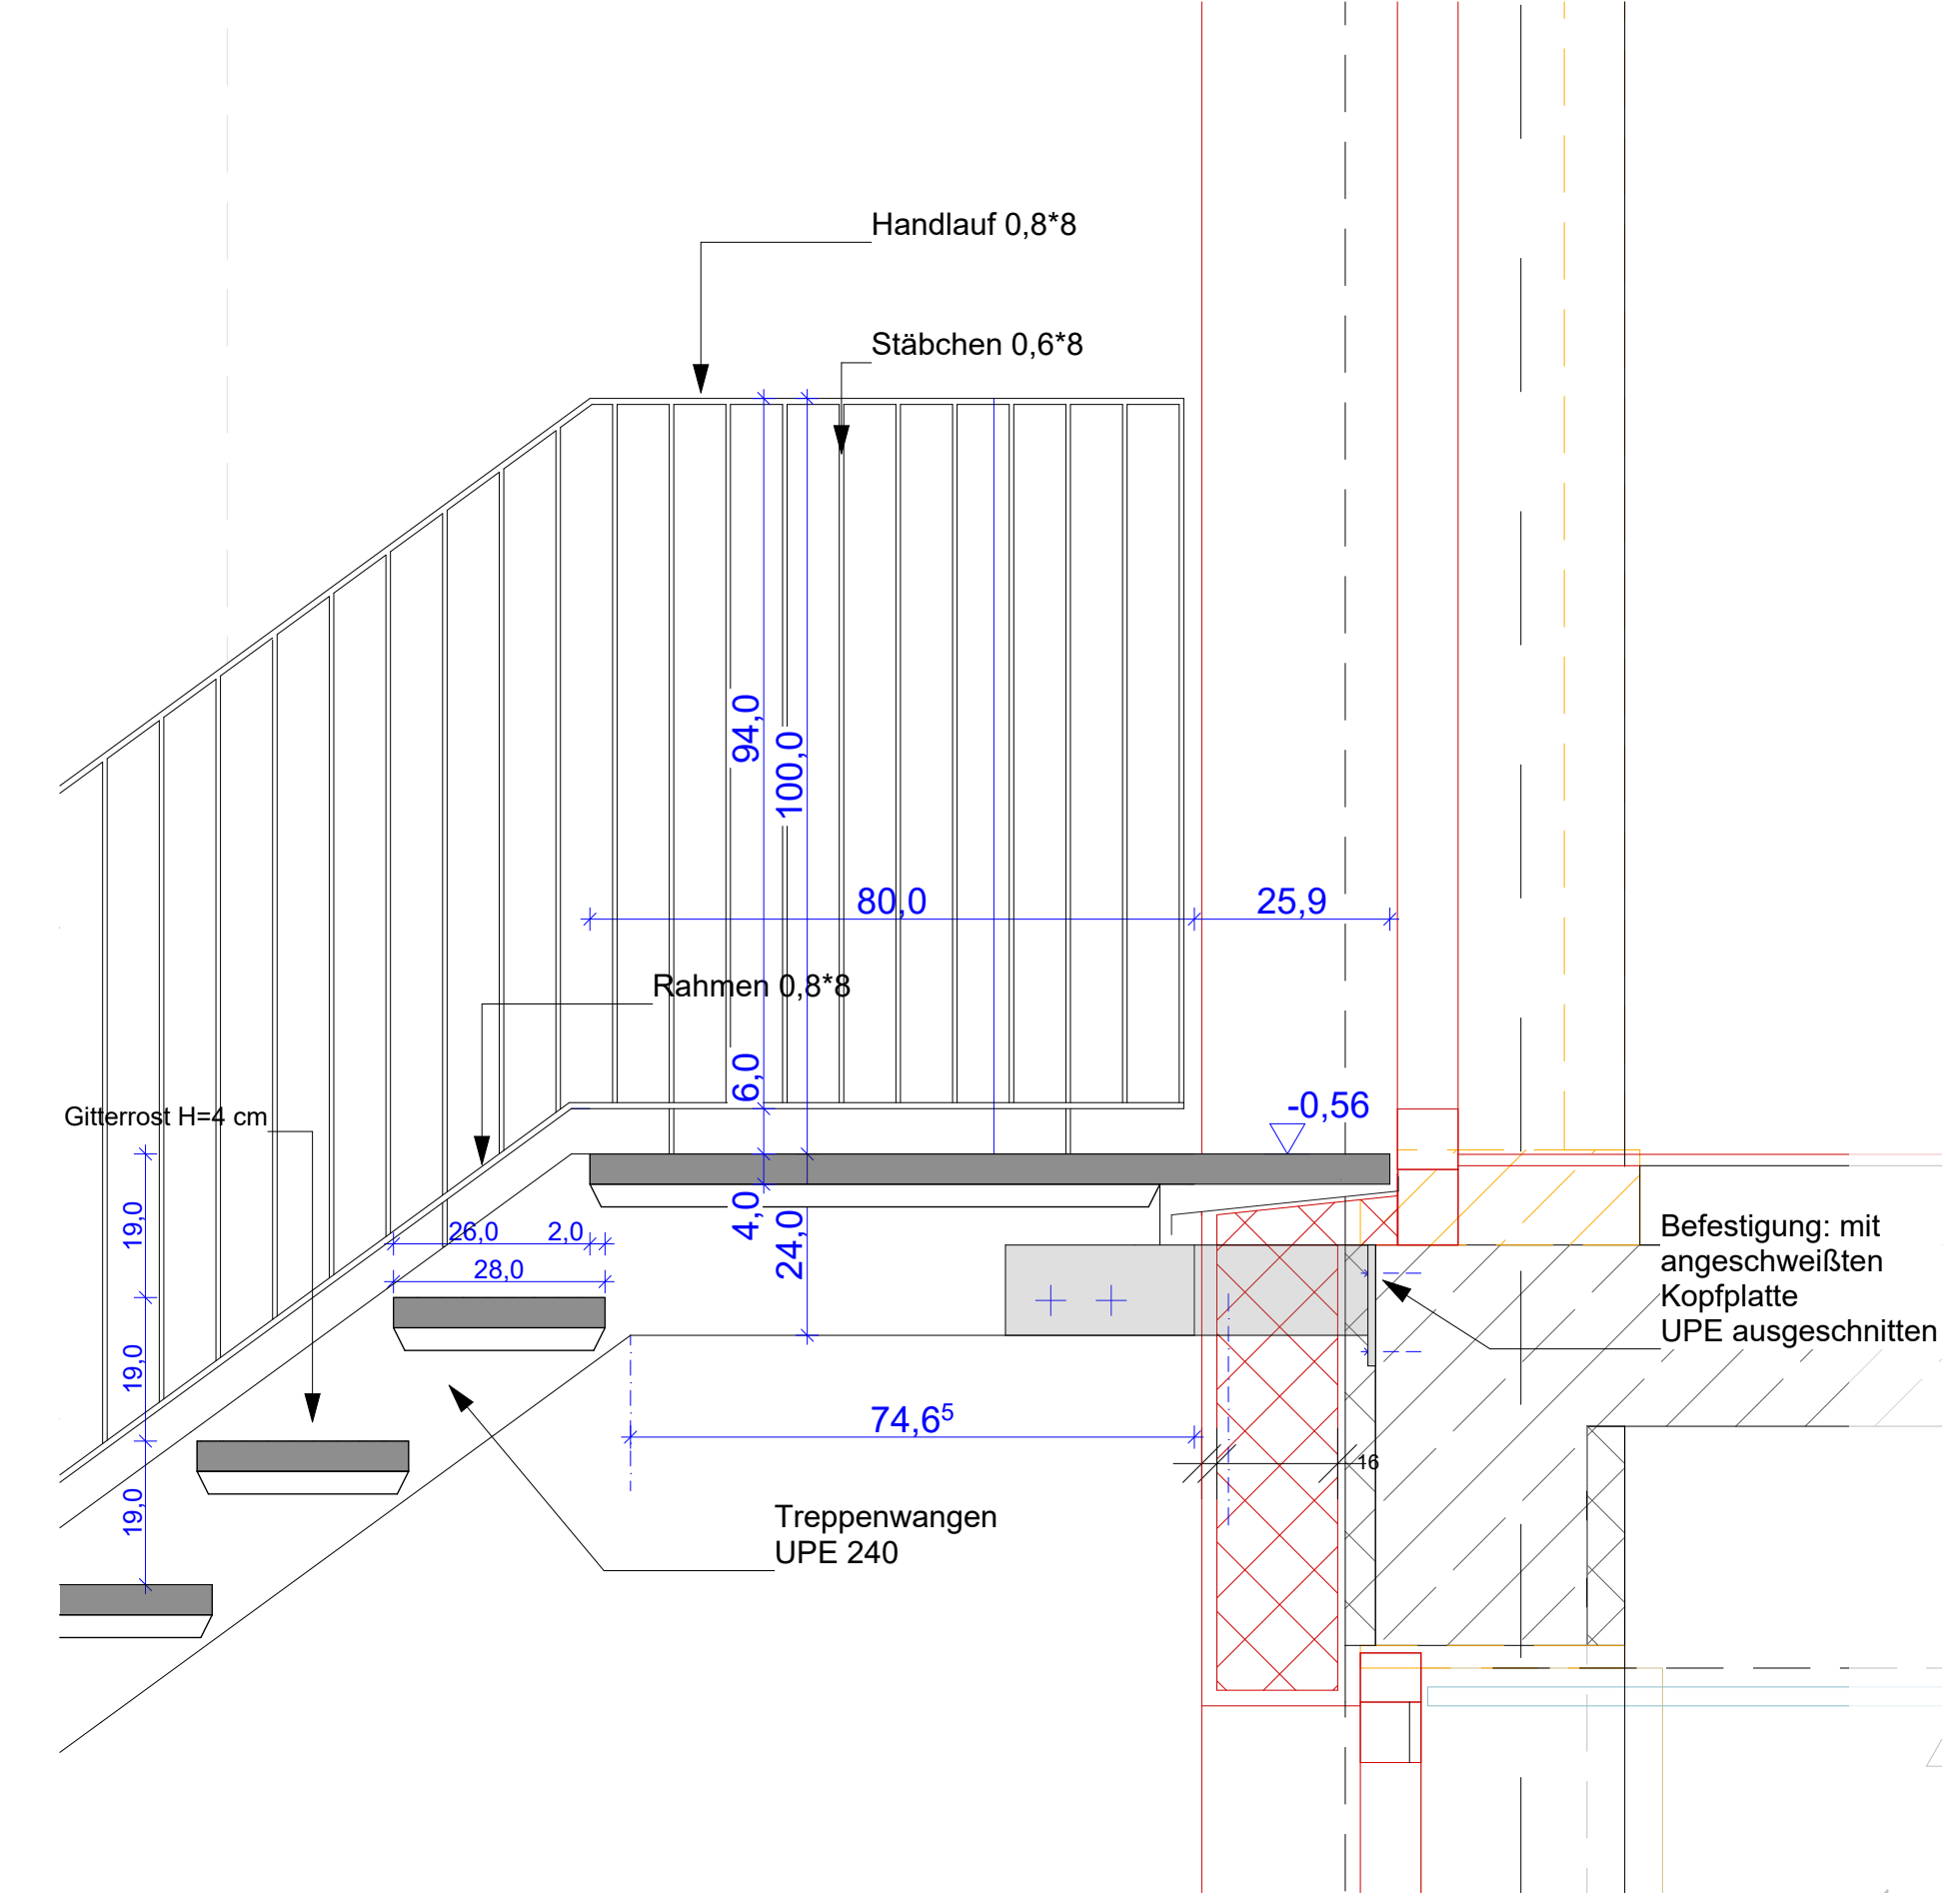 Handlauf 0,8*8
Stäbchen 0,6*8
94,0
100,0
80,0
25,9
Rahmen 0,8*8
6,0
-0,56
Gitterrost H=4 cm
19,0
26,0
2,0
4,0
24,0
28,0
Befestigung: mit
angeschweißten
Kopfplatte
UPE ausgeschnitten
19,0
74,6⁵
16
19,0
Treppenwangen
UPE 240